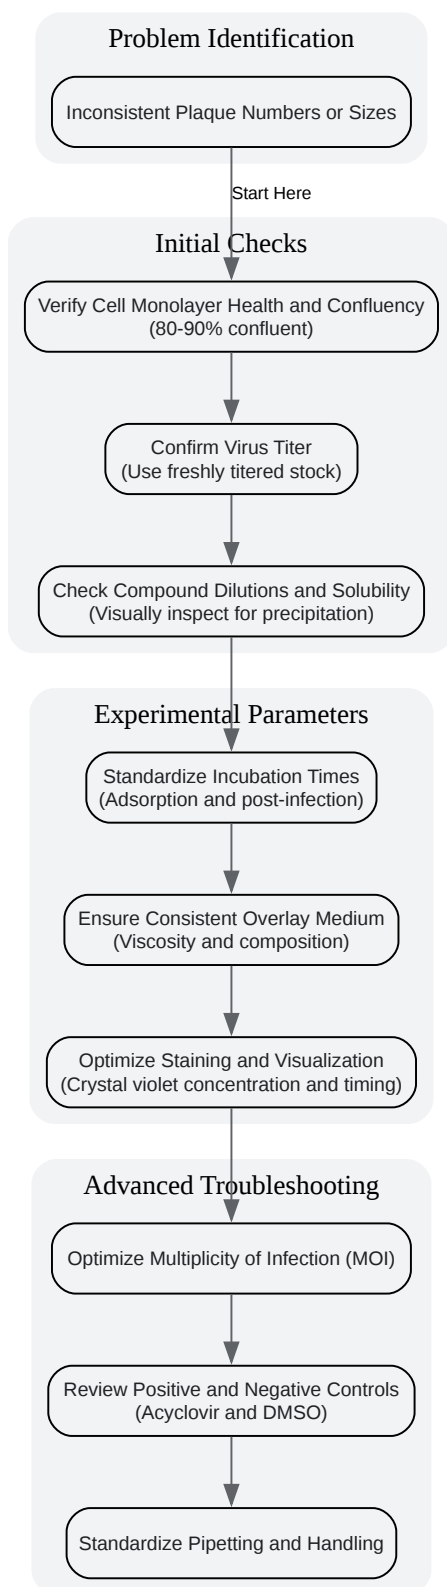 Problem Identification
Inconsistent Plaque Numbers or Sizes
Start Here
Initial Checks
Verify Cell Monolayer Health and Confluency
(80-90% confluent)
Confirm Virus Titer
(Use freshly titered stock)
Check Compound Dilutions and Solubility
(Visually inspect for precipitation)
Experimental Parameters
Standardize Incubation Times
(Adsorption and post-infection)
Ensure Consistent Overlay Medium
(Viscosity and composition)
Optimize Staining and Visualization
(Crystal violet concentration and timing)
Advanced Troubleshooting
Optimize Multiplicity of Infection (MOI)
Review Positive and Negative Controls
(Acyclovir and DMSO)
Standardize Pipetting and Handling